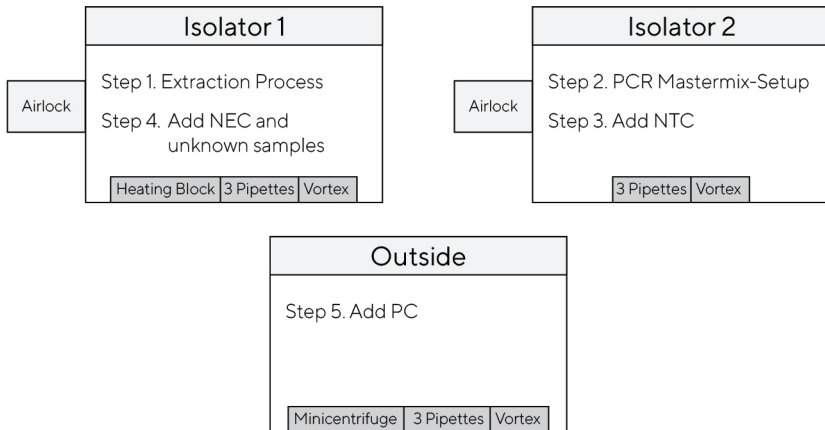 Isolator 1
Airlock
Step 1. Extraction Process
Step 4. Add NEC and
unknown samples
Heating Block 3 Pipettes Vortex
Isolator 2
Airlock
Step 2. PCR Mastermix-Setup
Step 3. Add NTC
3 Pipettes Vortex
Outside
Step 5. Add PC
Minicentrifuge 3 Pipettes Vortex